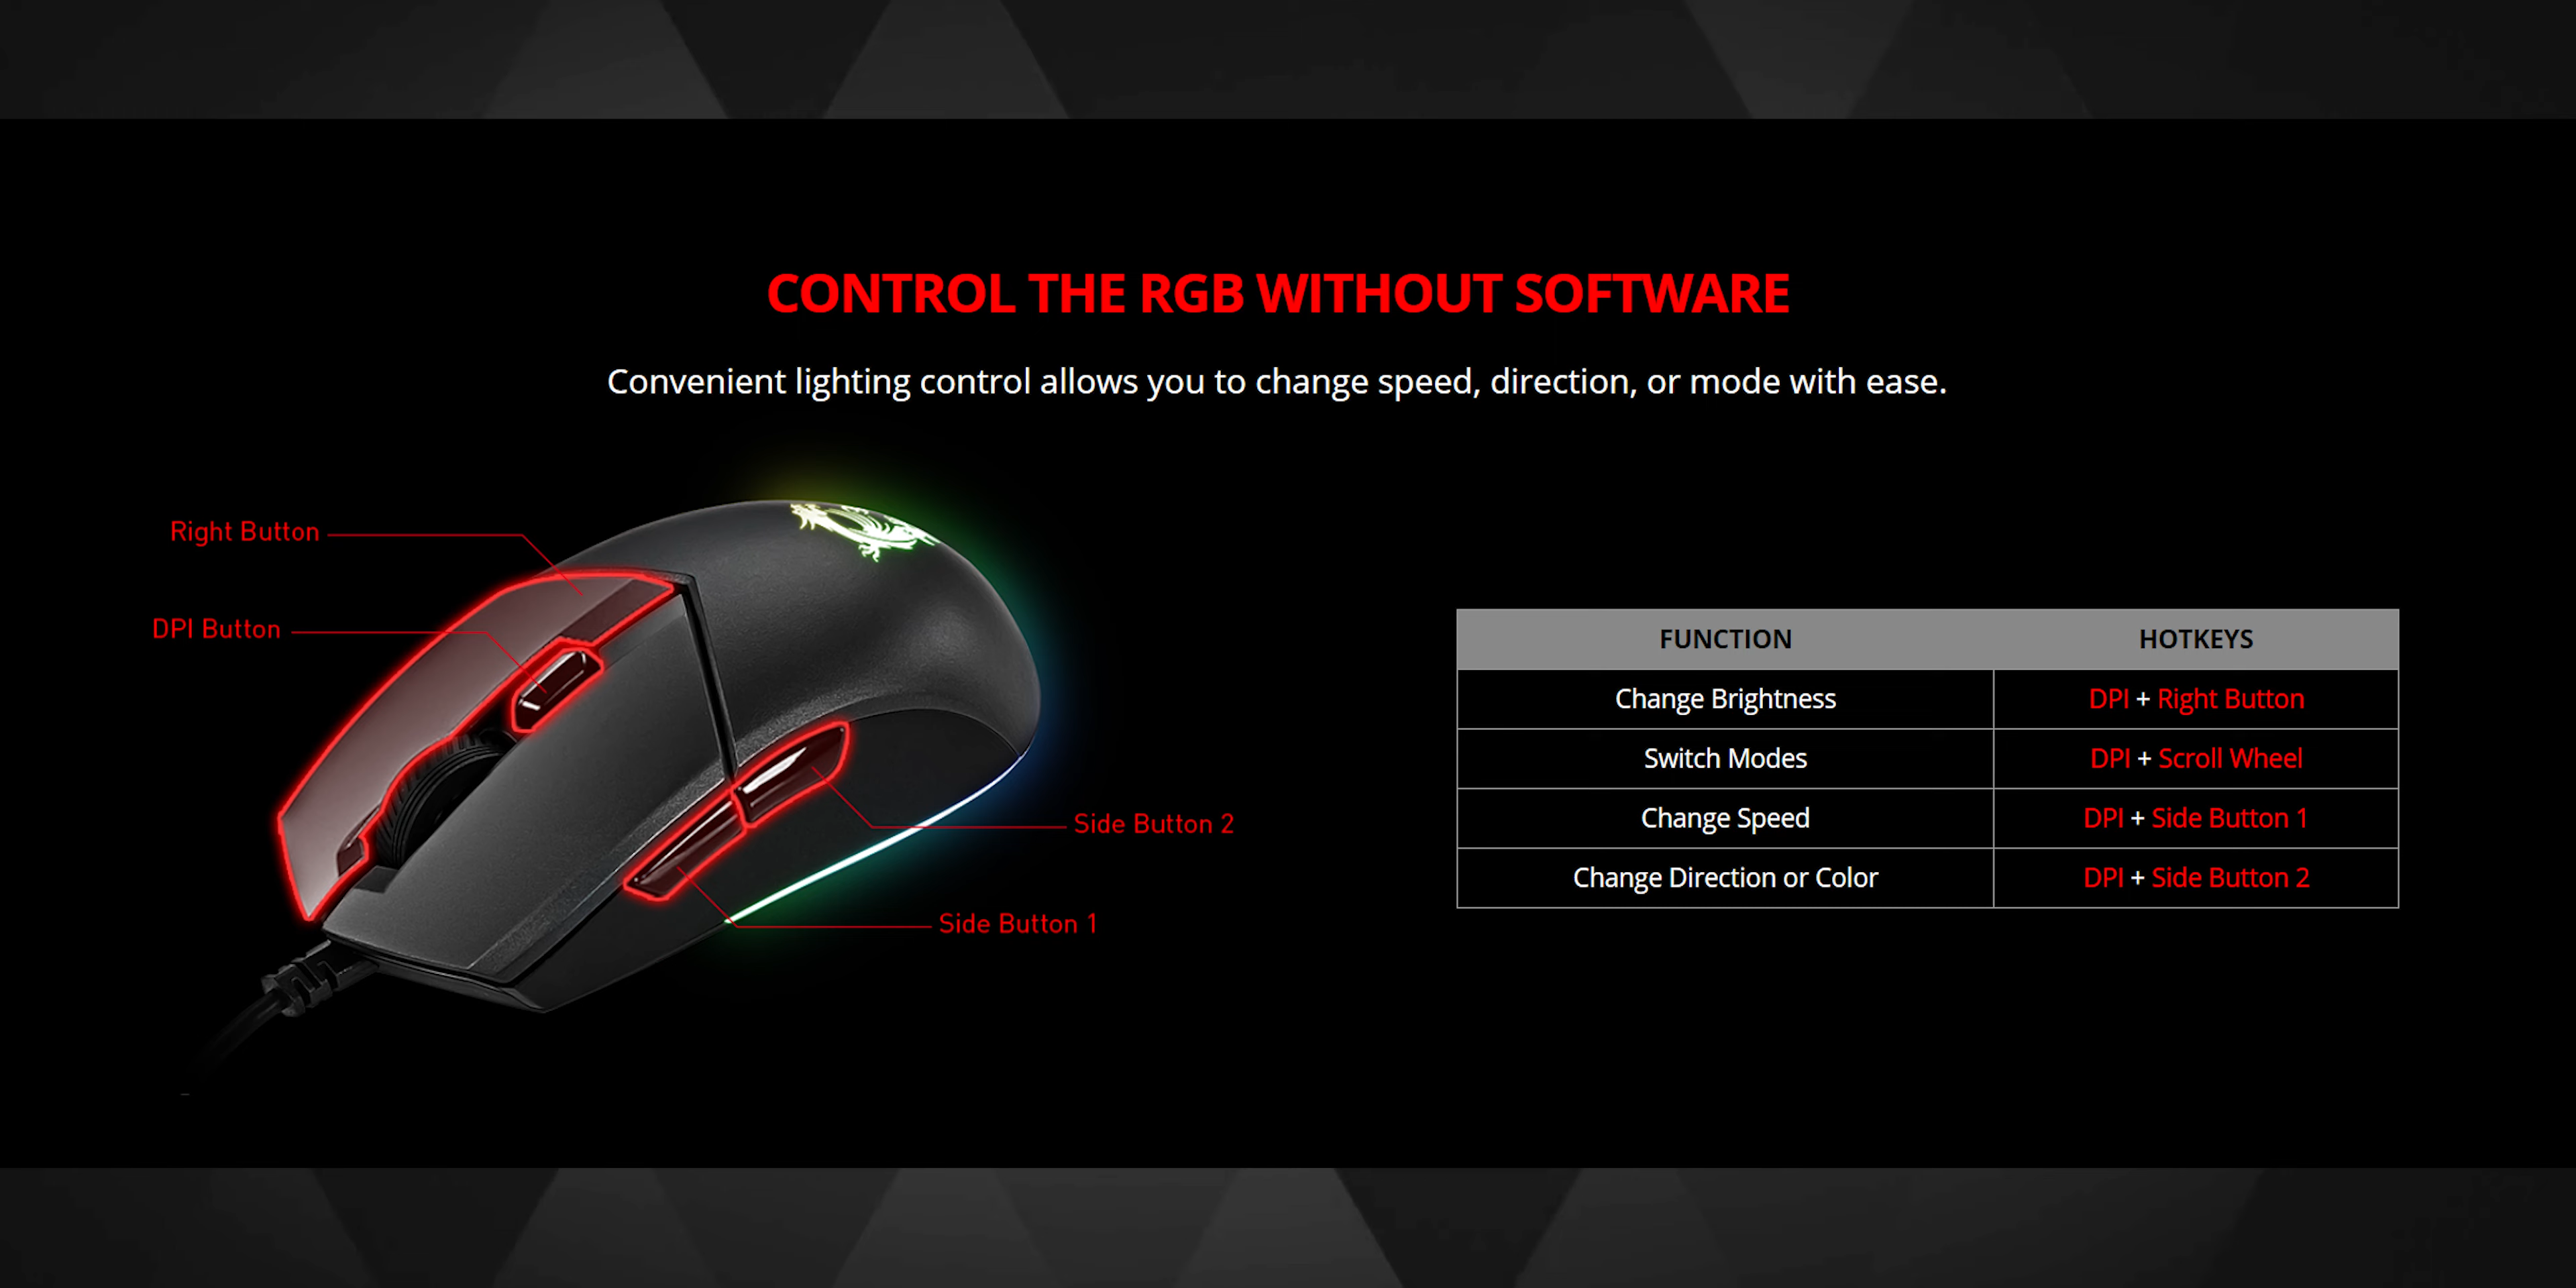 CONTROL THE RGB WITHOUT SOFTWARE
Convenient lighting control allows you to change speed, direction, or mode with ease.
Right Button
DPI Button
Side Button 2
Side Button 1
FUNCTION HOTKEYS
Change Brightness DPI + Right Button
Switch Modes DPI + Scroll Wheel
Change Speed DPI + Side Button 1
Change Direction or Color DPI + Side Button 2